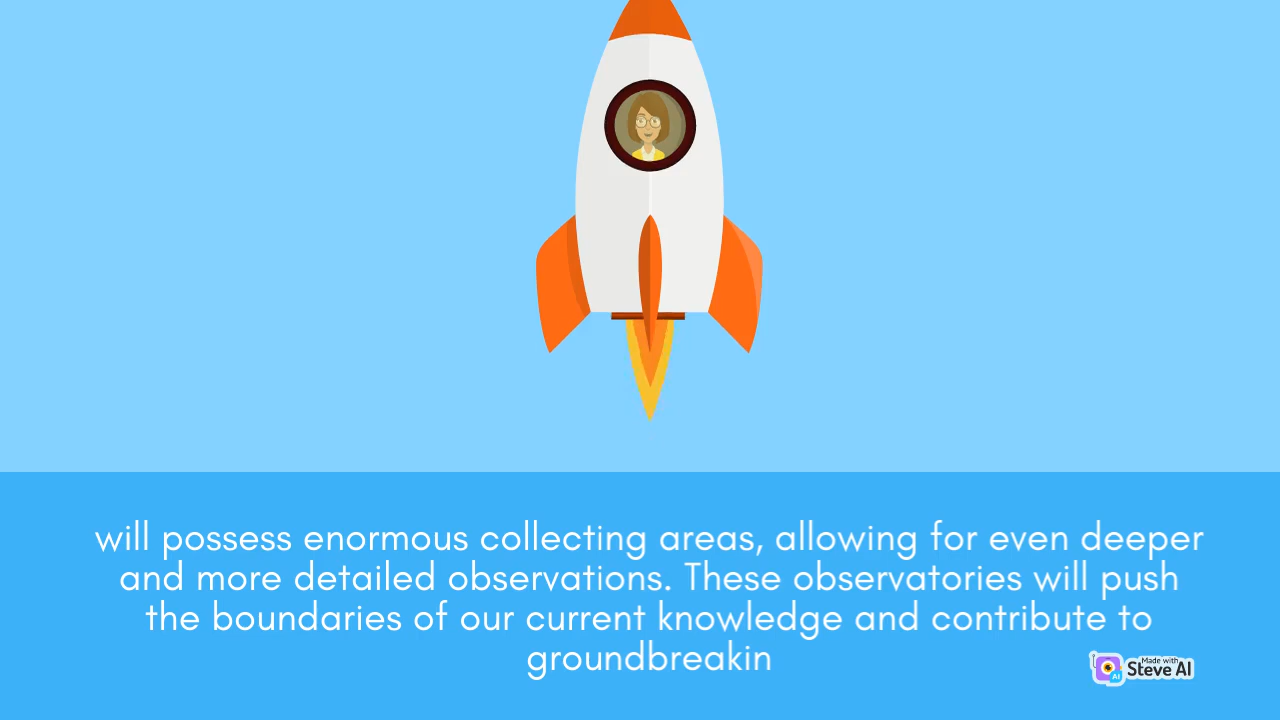 will possess enormous collecting areas, allowing for even deeper
and more detailed observations. These observatories will push
the boundaries of our current knowledge and contribute to
groundbreakin
Made with
Steve AI
AI